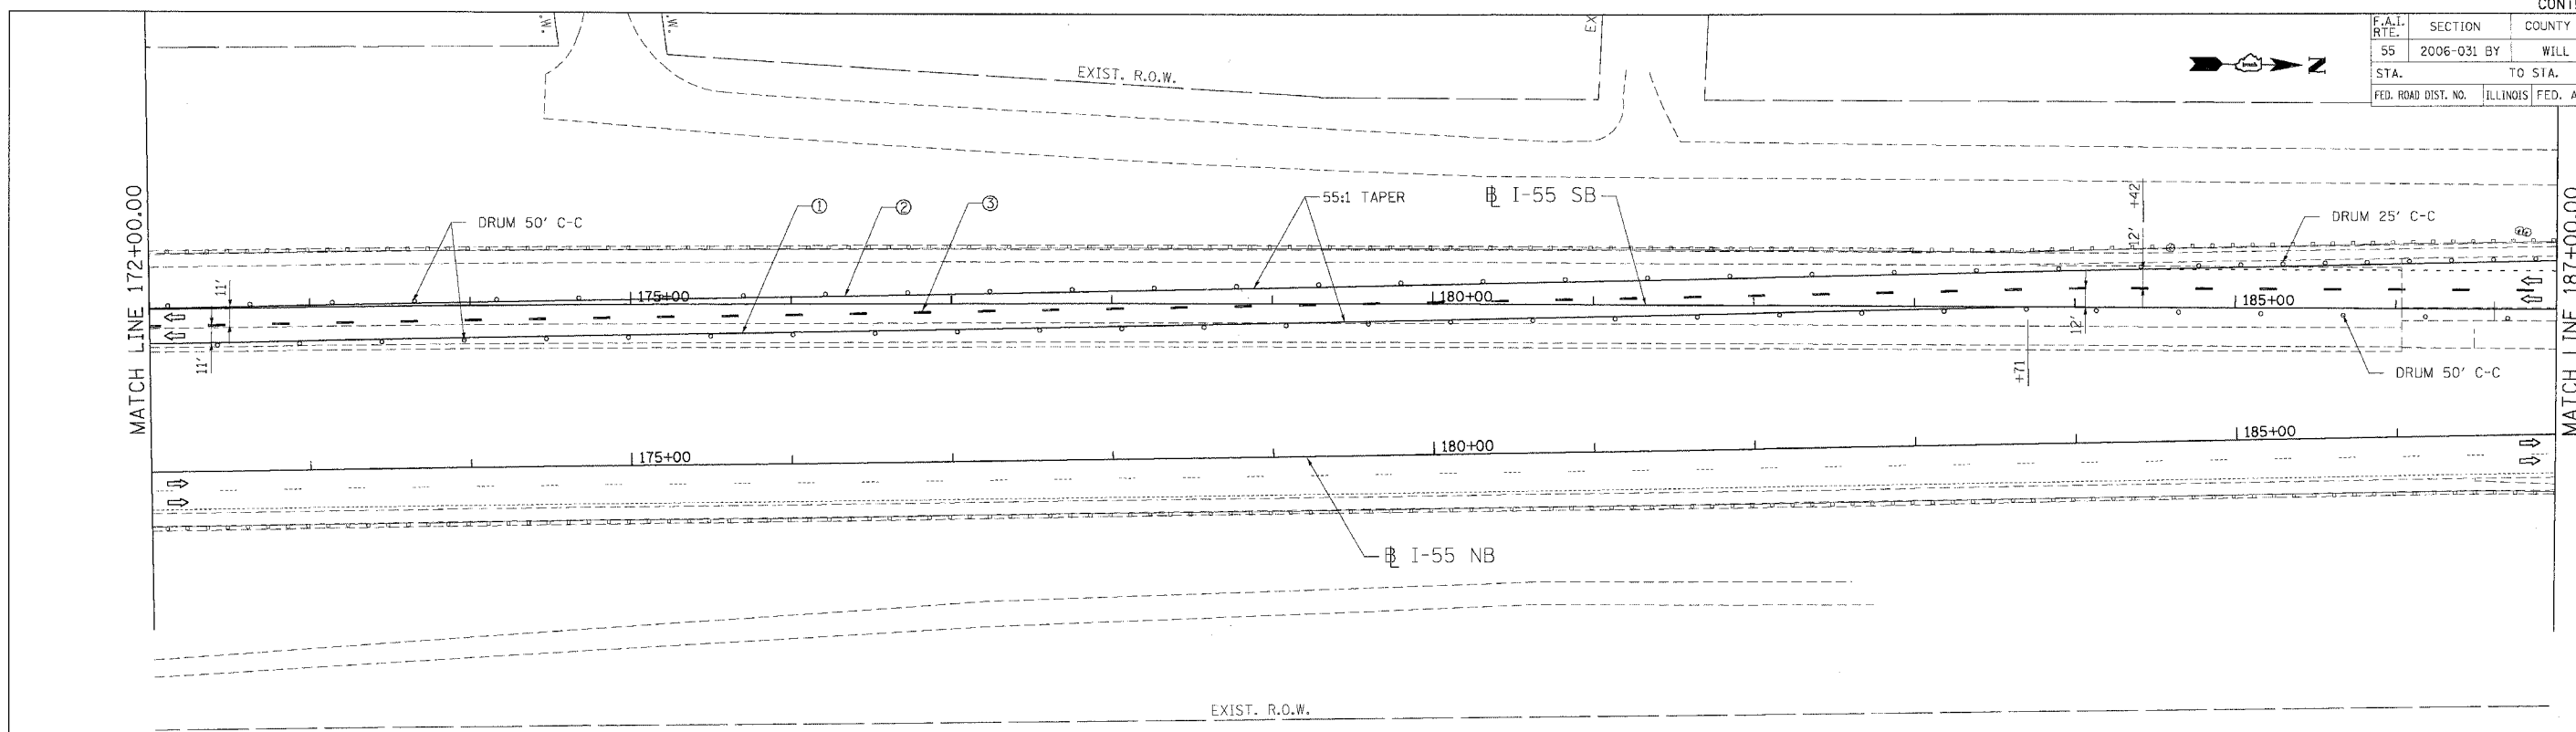 F.A.I. RTE. SECTION COUNTY
55 2006-031 BY WILL
STA. TO STA.
FED. ROAD DIST. NO. ILLINOIS FED. A
.W.
.W.
EX
EXIST. R.O.W.
N
MATCH LINE 172+00.00
MATCH LINE 187+00.00
DRUM 50' C-C
①
②
③
55:1 TAPER
BL I-55 SB
+42
12'
DRUM 25' C-C
11'
11'
175+00
180+00
185+00
12'
+71
DRUM 50' C-C
175+00
180+00
185+00
BL I-55 NB
EXIST. R.O.W.